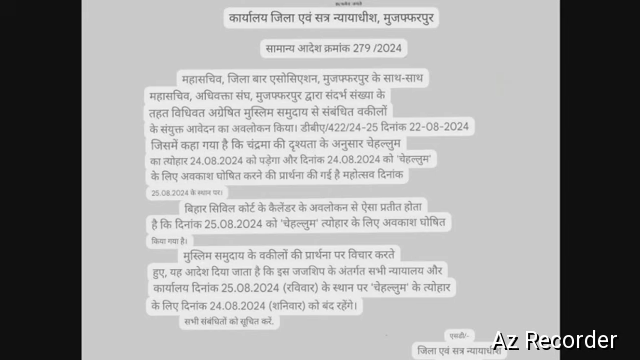 कार्यालय जिला एवं सत्र न्यायाधीश, मुजफ्फरपुर
सामान्य आदेश क्रमांक 279 /2024
महासचिव, जिला बार एसोसिएशन, मुजफ्फरपुर के साथ-साथ
महासचिव, अधिवक्ता संघ, मुजफ्फरपुर द्वारा संदर्भ संख्या के
तहत विधिवत अग्रेषित मुस्लिम समुदाय से संबंधित वकीलों
के संयुक्त आवेदन का अवलोकन किया। डीबीए/422/24-25 दिनांक 22-08-2024
जिसमें कहा गया है कि चंद्रमा की दृश्यता के अनुसार चेहल्लुम
का त्योहार 24.08.2024 को पड़ेगा और दिनांक 24.08.2024 को 'चेहल्लुम'
के लिए अवकाश घोषित करने की प्रार्थना की गई है महोत्सव दिनांक
25.08.2024 के स्थान पर।
बिहार सिविल कोर्ट के कैलेंडर के अवलोकन से ऐसा प्रतीत होता
है कि दिनांक 25.08.2024 को 'चेहल्लुम' त्योहार के लिए अवकाश घोषित
किया गया है।
मुस्लिम समुदाय के वकीलों की प्रार्थना पर विचार करते
हुए, यह आदेश दिया जाता है कि इस जजशिप के अंतर्गत सभी न्यायालय और
कार्यालय दिनांक 25.08.2024 (रविवार) के स्थान पर 'चेहल्लुम' के त्योहार
के लिए दिनांक 24.08.2024 (शनिवार) को बंद रहेंगे।
सभी संबंधितों को सूचित करें.
एसडी/-
जिला एवं सत्र न्यायाधीश
Az Recorder